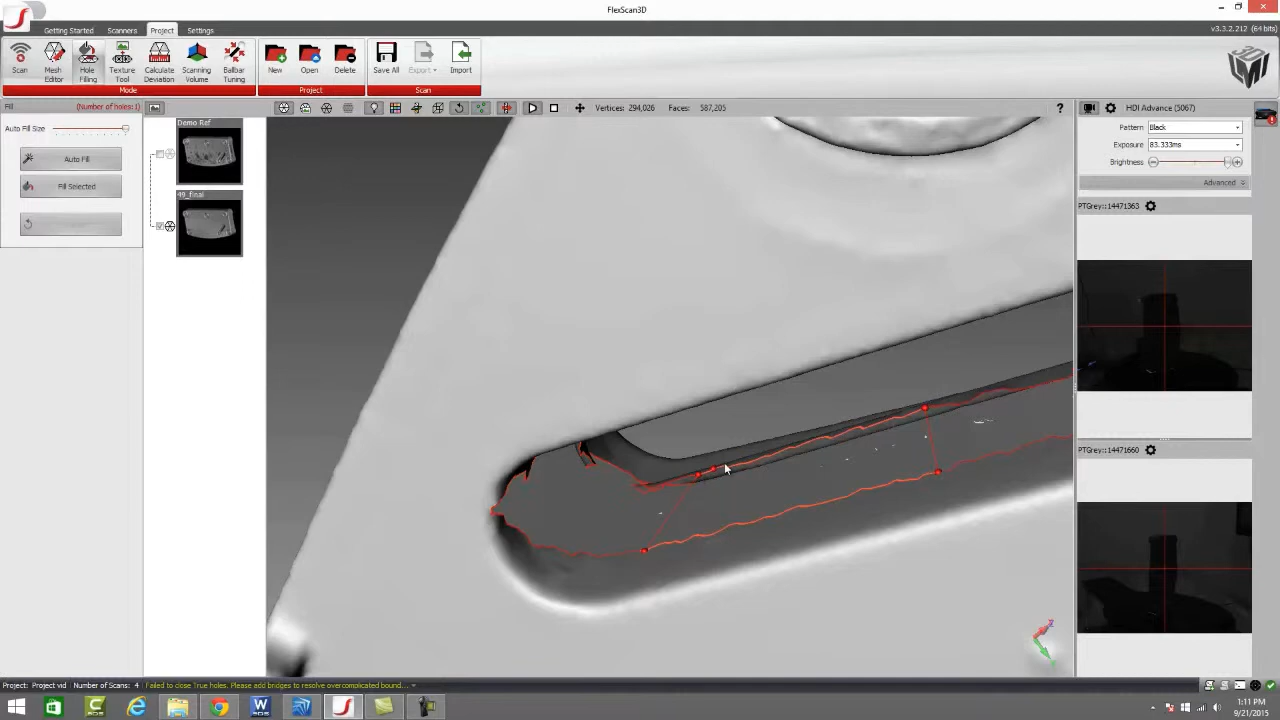 FlexScan3D
Getting Started
Scanners
Project
Settings
v3.3.2.212 (64 bits)
Scan
Mesh Editor
Hole Filling
Texture Tool
Calculate Deviation
Scanning Volume
Ballbar Tuning
New
Open
Delete
Save All
Export
Import
Mode
Project
Scan
Fill
(Number of holes:1)
Auto Fill Size
Auto Fill
Fill Selected
Demo Ref
49_final
Vertices: 294,026
Faces: 587,205
?
HDI Advance (3067)
Pattern
Black
Exposure
83.333ms
Brightness
Advanced
PTGrey::14471363
PTGrey::14471660
Project: Project vid
Number of Scans: 4
Failed to close True holes. Please add bridges to resolve overcomplicated bound...
1:11 PM
9/21/2015